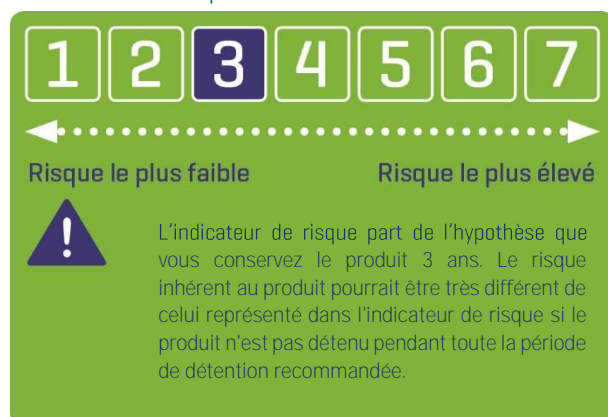 1 2 3 4 5 6 7
Risque le plus faible Risque le plus élevé
!
L'indicateur de risque part de l'hypothèse que
vous conservez le produit 3 ans. Le risque
inhérent au produit pourrait être très différent de
celui représenté dans l'indicateur de risque si le
produit n'est pas détenu pendant toute la période
de détention recommandée.